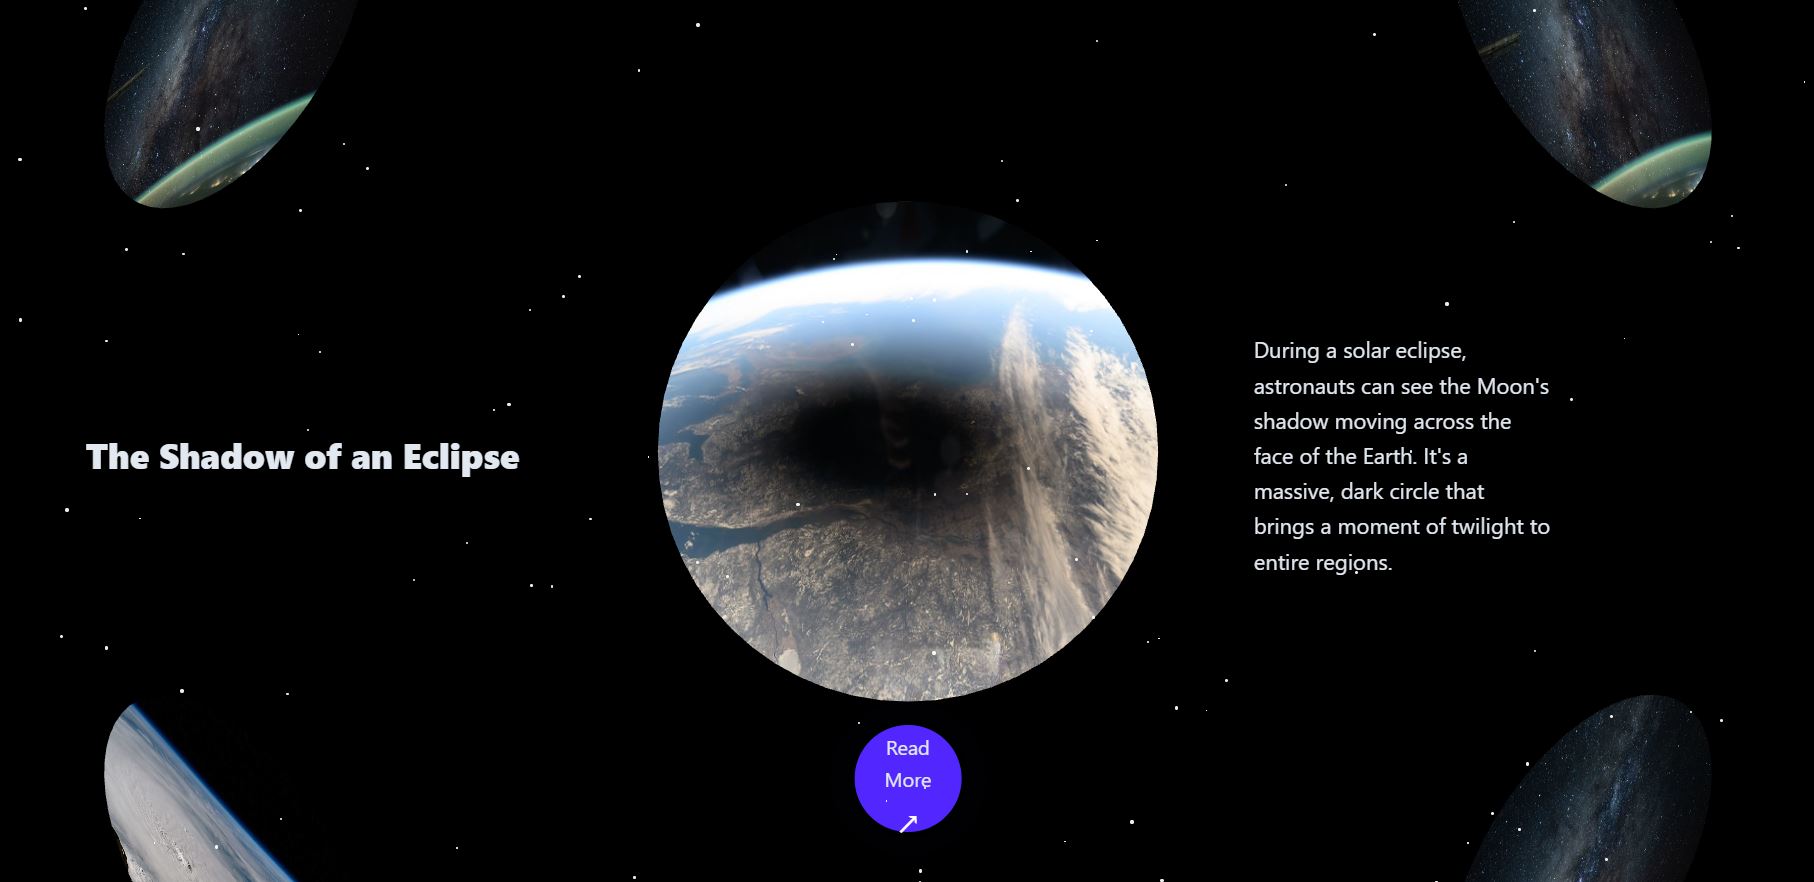 The Shadow of an Eclipse
During a solar eclipse,
astronauts can see the Moon's
shadow moving across the
face of the Earth. It's a
massive, dark circle that
brings a moment of twilight to
entire regions.
Read
More
↗